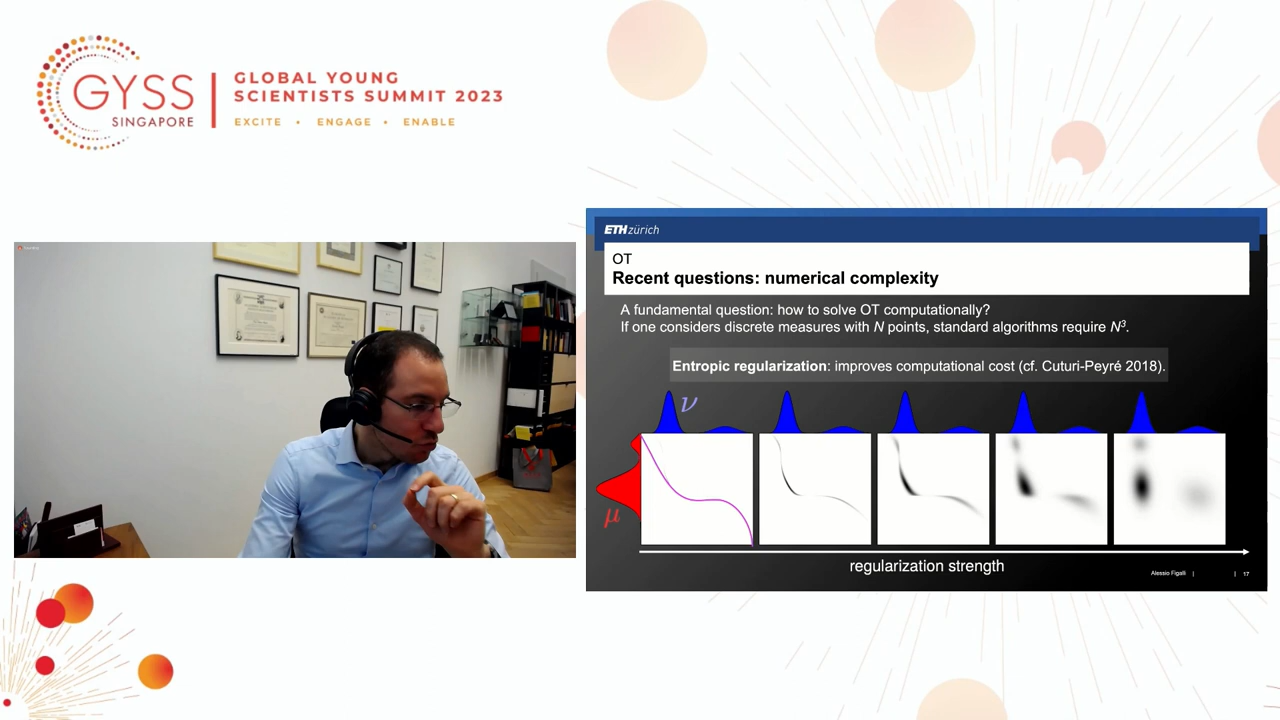 GYSS
SINGAPORE
GLOBAL YOUNG
SCIENTISTS SUMMIT 2023
EXCITE • ENGAGE • ENABLE
ETH zürich
OT
Recent questions: numerical complexity
A fundamental question: how to solve OT computationally?
If one considers discrete measures with N points, standard algorithms require N³.
Entropic regularization: improves computational cost (cf. Cuturi-Peyré 2018).
ν
μ
regularization strength
Alessio Figalli | | 17